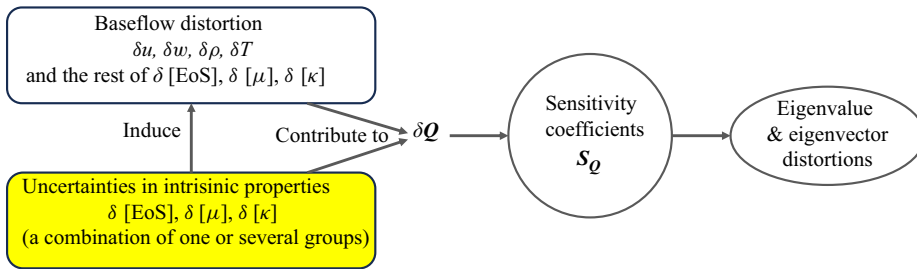 Baseflow distortion
δu, δw, δρ, δT
and the rest of δ [EoS], δ [μ], δ [κ]
Induce
Contribute to
δQ
Uncertainties in intrisinic properties
δ [EoS], δ [μ], δ [κ]
(a combination of one or several groups)
Sensitivity
coefficients
S_Q
Eigenvalue
& eigenvector
distortions